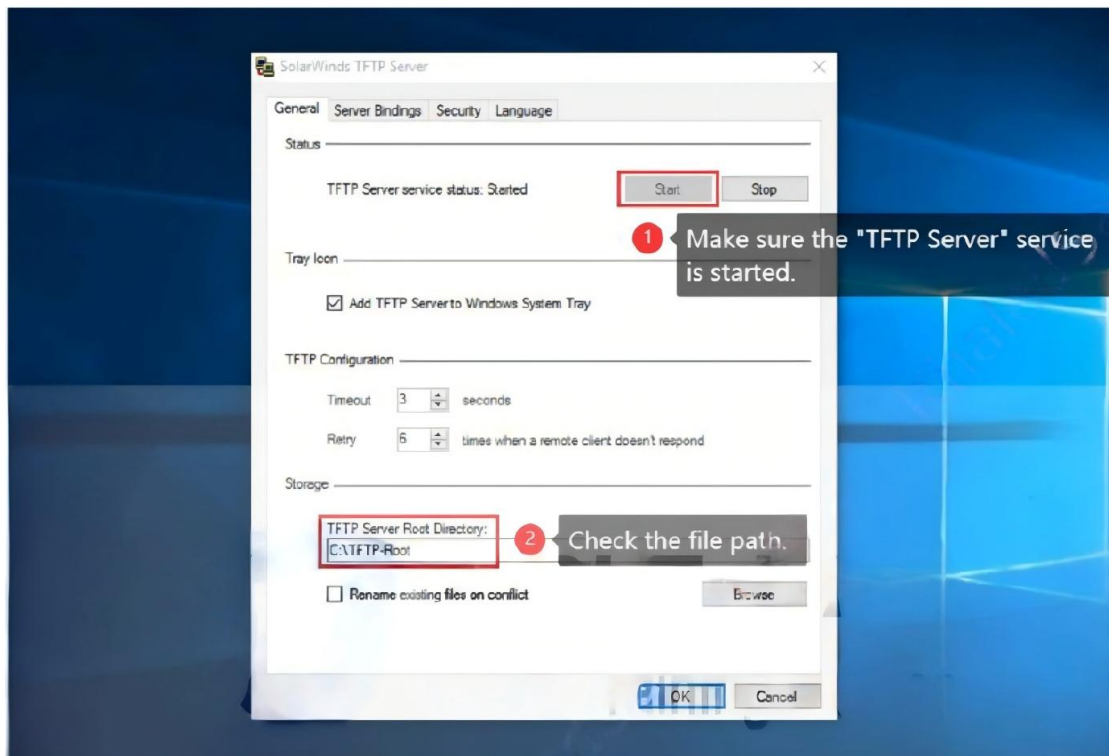 SolarWinds TFTP Server
General Server Bindings Security Language
Status
TFTP Server service status: Started
Start
Stop
1 Make sure the "TFTP Server" service
is started.
Tray Icon
Add TFTP Server to Windows System Tray
TFTP Configuration
Timeout 3 seconds
Retry 6 times when a remote client doesn't respond
Storage
TFTP Server Root Directory:
C:\TFTP-Root
2 Check the file path.
Rename existing files on conflict
Browse
OK
Cancel